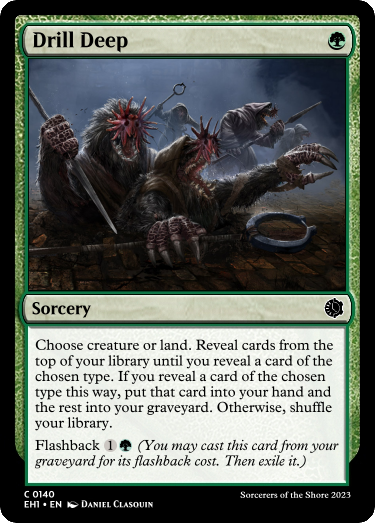 Drill Deep
Sorcery
Choose creature or land. Reveal cards from the
top of your library until you reveal a card of the
chosen type. If you reveal a card of the chosen
type this way, put that card into your hand and
the rest into your graveyard. Otherwise, shuffle
your library.
Flashback 1 (You may cast this card from your
graveyard for its flashback cost. Then exile it.)
C 0140
EH1 • EN DANIEL CLASOUIN
Sorcerers of the Shore 2023